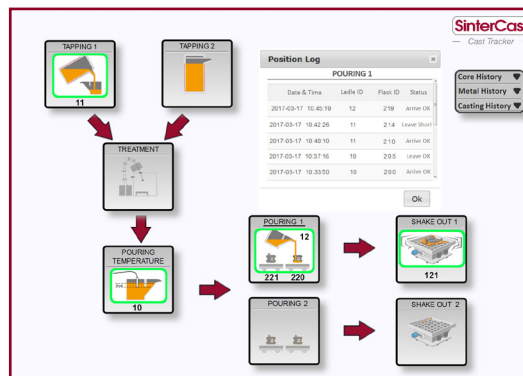 SinterCast
Cast Tracker
TAPPING 1
11
TAPPING 2
Position Log
POURING 1
Date & Time Ladle ID Flask ID Status
2017-03-17 10:45:19 12 219 Arrive OK
2017-03-17 10:42:26 11 214 Leave Short
2017-03-17 10:40:10 11 210 Arrive OK
2017-03-17 10:37:16 10 205 Leave OK
2017-03-17 10:33:50 10 200 Arrive OK
Ok
Core History
Metal History
Casting History
TREATMENT
POURING TEMPERATURE
10
POURING 1
12
221 220
SHAKE OUT 1
121
POURING 2
SHAKE OUT 2